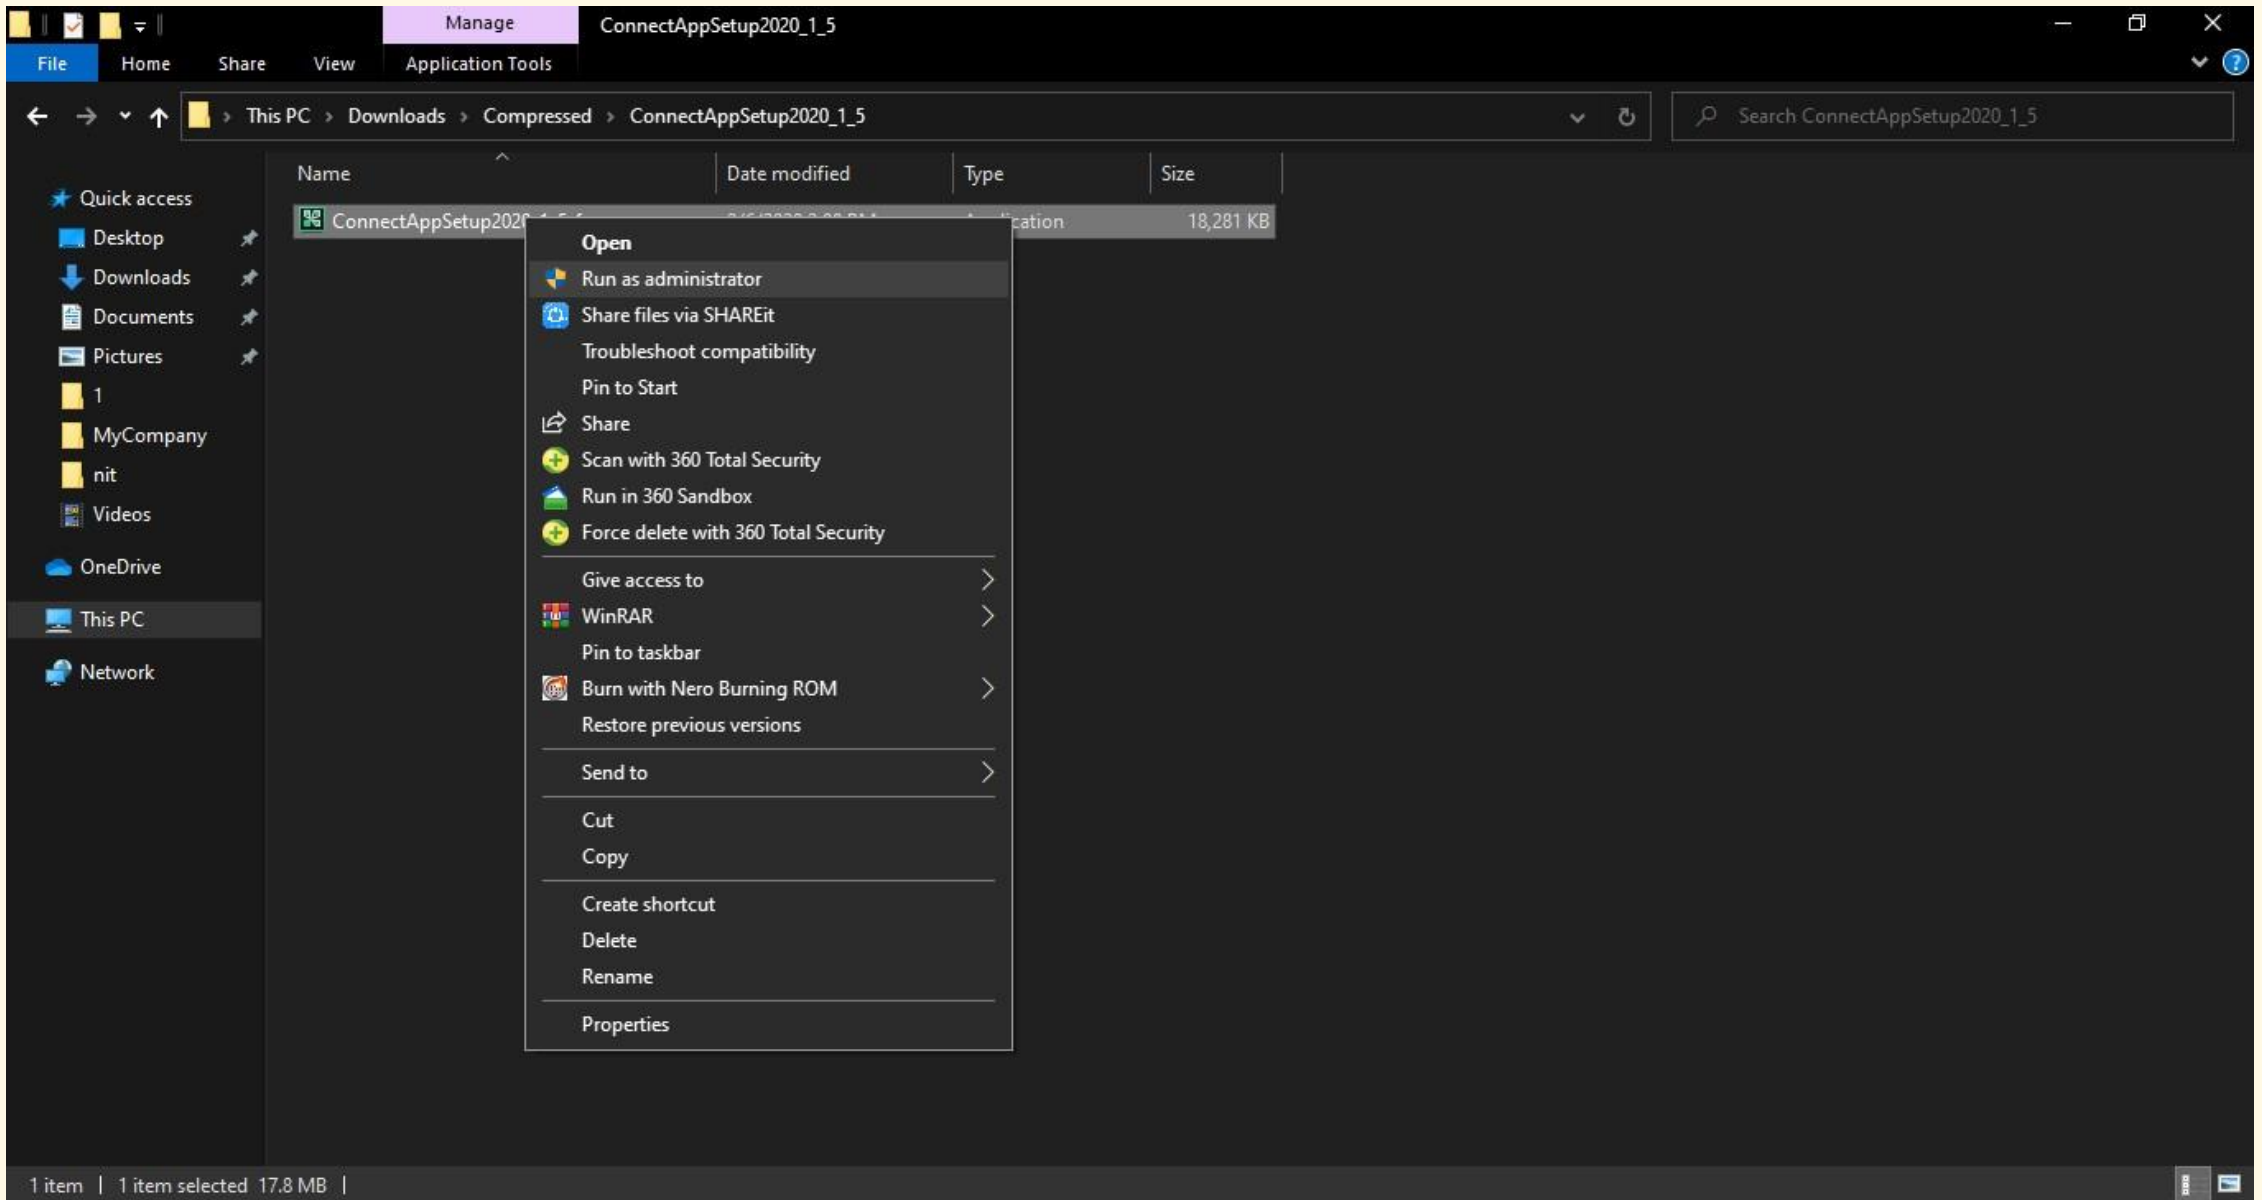 Manage ConnectAppSetup2020_1_5
File Home Share View Application Tools
This PC Downloads Compressed ConnectAppSetup2020_1_5 Search ConnectAppSetup2020_1_5
Name Date modified Type Size
Quick access
Desktop
Downloads
Documents
Pictures
1
MyCompany
nit
Videos
OneDrive
This PC
Network
18,281 KB
Open
Run as administrator
Share files via SHAREit
Troubleshoot compatibility
Pin to Start
Share
Scan with 360 Total Security
Run in 360 Sandbox
Force delete with 360 Total Security
Give access to
WinRAR
Pin to taskbar
Burn with Nero Burning ROM
Restore previous versions
Send to
Cut
Copy
Create shortcut
Delete
Rename
Properties
1 item 1 item selected 17.8 MB